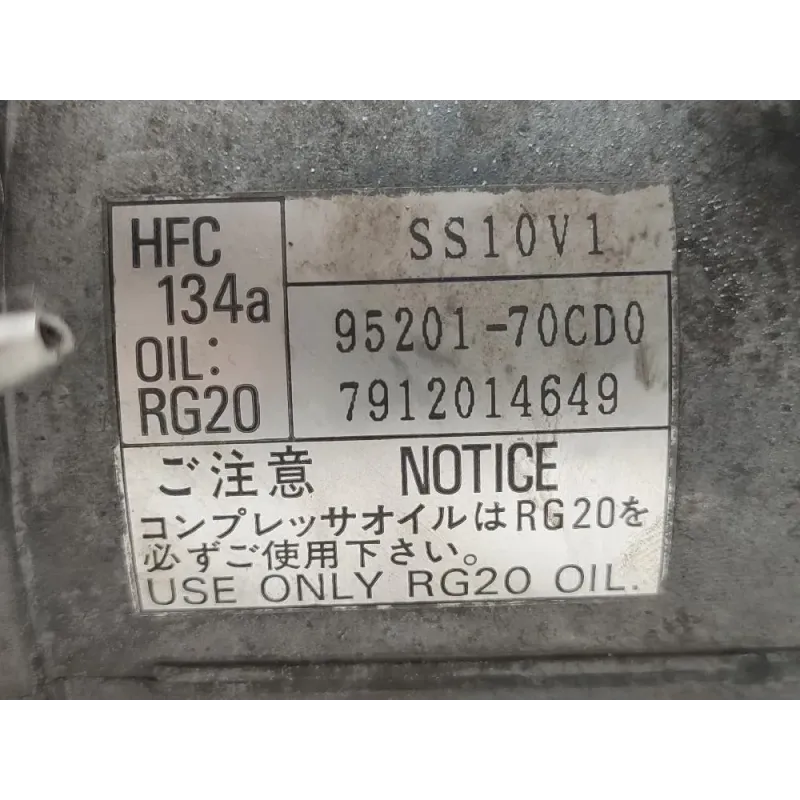 HFC
134a
OIL:
RG20
SS10V1
95201-70CD0
7912014649
ご注意 NOTICE
コンプレッサオイルはRG20を
必ずご使用下さい。
USE ONLY RG20 OIL.